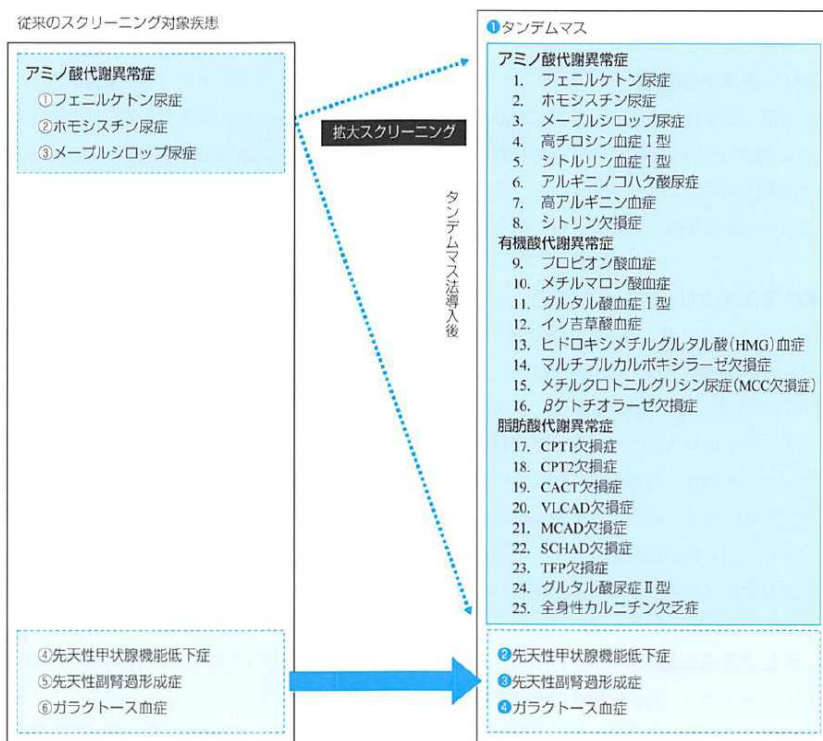 従来のスクリーニング対象疾患
アミノ酸代謝異常症
①フェニルケトン尿症
②ホモシスチン尿症
③メープルシロップ尿症
④先天性甲状腺機能低下症
⑤先天性副腎過形成症
⑥ガラクトース血症
拡大スクリーニング
タンデムマス法導入後
❶タンデムマス
アミノ酸代謝異常症
1. フェニルケトン尿症
2. ホモシスチン尿症
3. メープルシロップ尿症
4. 高チロシン血症Ⅰ型
5. シトルリン血症Ⅰ型
6. アルギニノコハク酸尿症
7. 高アルギニン血症
8. シトリン欠損症
有機酸代謝異常症
9. プロピオン酸血症
10. メチルマロン酸血症
11. グルタル酸血症Ⅰ型
12. イソ吉草酸血症
13. ヒドロキシメチルグルタル酸(HMG)血症
14. マルチプルカルボキシラーゼ欠損症
15. メチルクロトニルグリシン尿症(MCC欠損症)
16. βケトチオラーゼ欠損症
脂肪酸代謝異常症
17. CPT1欠損症
18. CPT2欠損症
19. CACT欠損症
20. VLCAD欠損症
21. MCAD欠損症
22. SCHAD欠損症
23. TFP欠損症
24. グルタル酸尿症Ⅱ型
25. 全身性カルニチン欠乏症
❷先天性甲状腺機能低下症
❸先天性副腎過形成症
❹ガラクトース血症